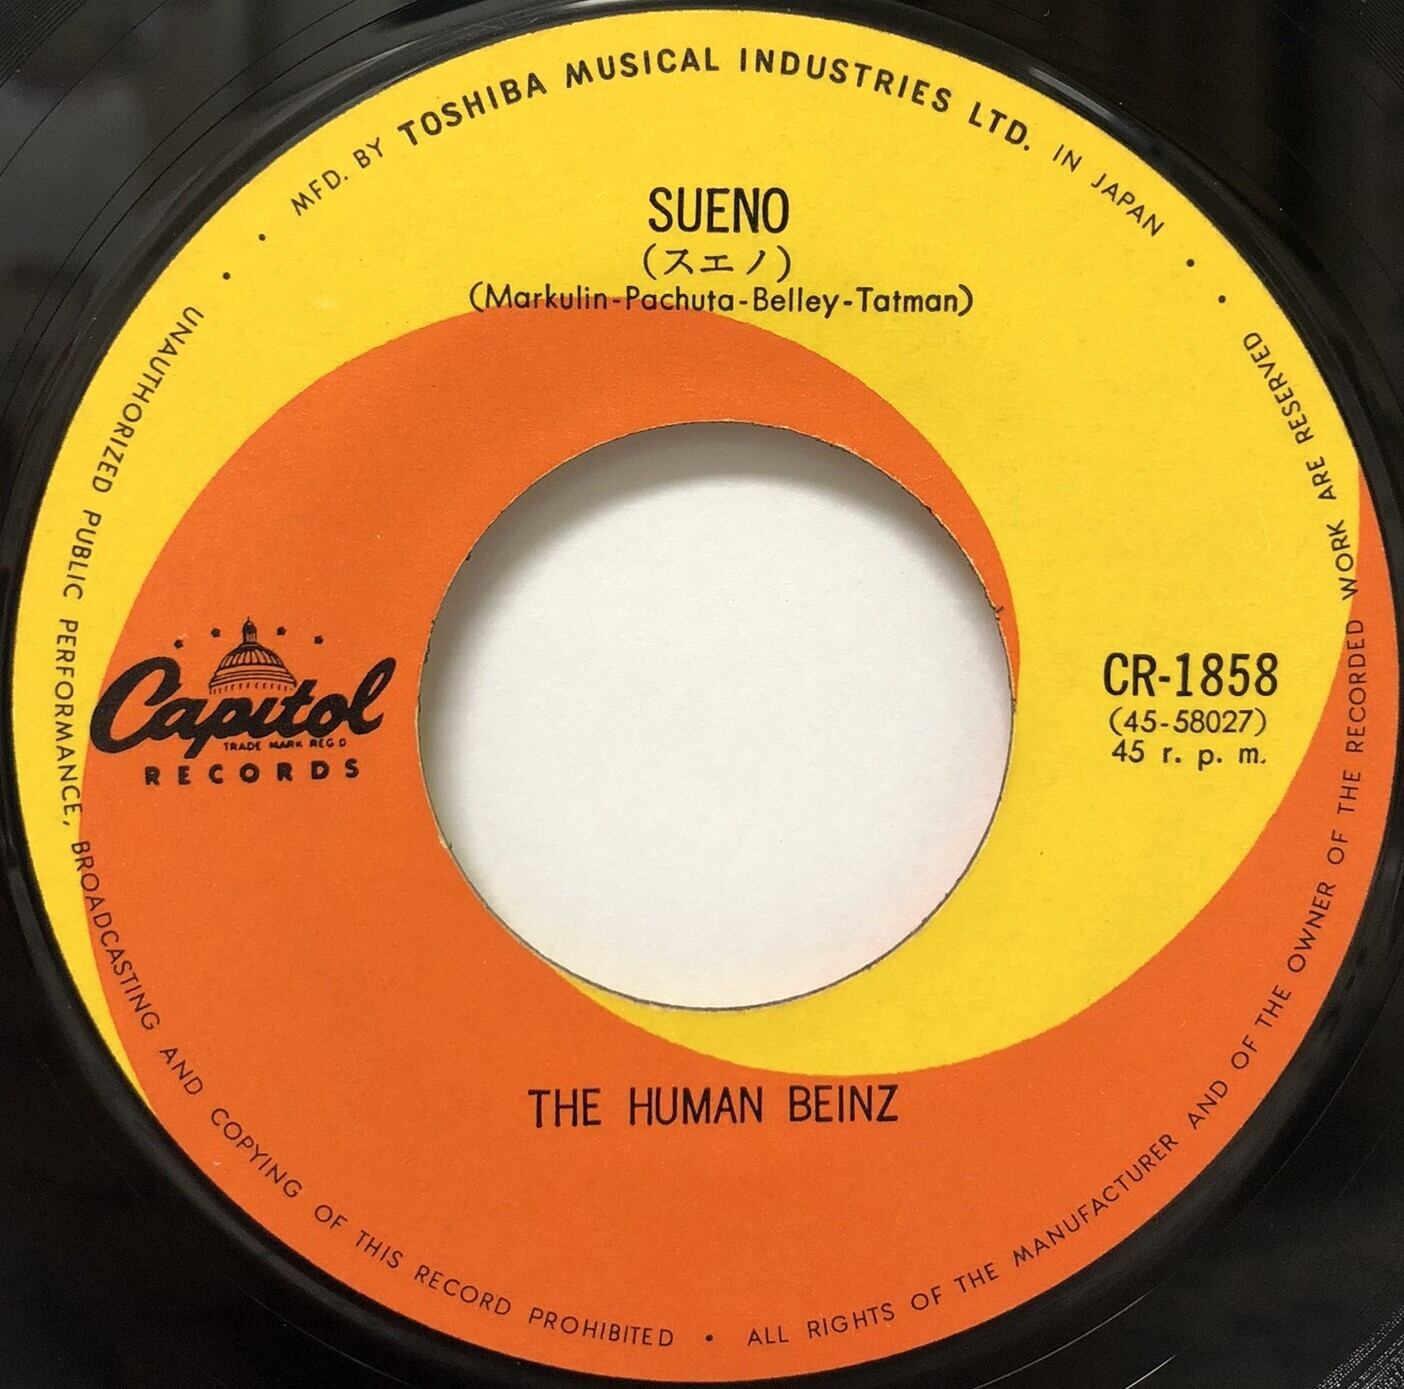 MFD. BY TOSHIBA MUSICAL INDUSTRIES LTD. IN JAPAN
SUENO
(スエノ)
(Markulin-Pachuta-Belley-Tatman)
Capitol
TRADE MARK REG'D
RECORDS
CR-1858
(45-58027)
45 r. p. m.
THE HUMAN BEINZ
UNAUTHORIZED PUBLIC PERFORMANCE, BROADCASTING AND COPYING OF THIS RECORD PROHIBITED • ALL RIGHTS OF THE MANUFACTURER AND OF THE OWNER OF THE RECORDED WORK ARE RESERVED